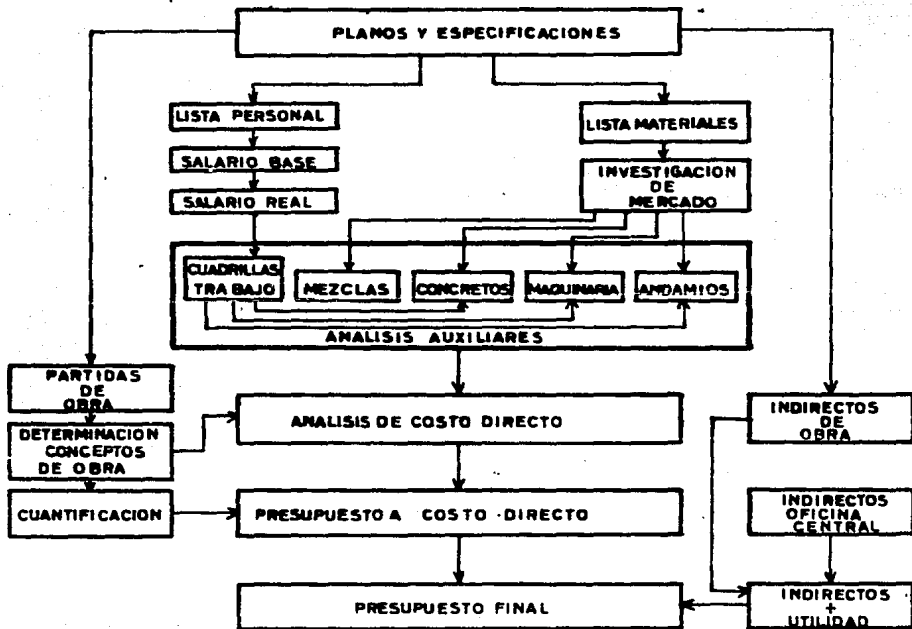 PLANOS Y ESPECIFICACIONES
LISTA PERSONAL
LISTA MATERIALES
SALARIO BASE
INVESTIGACION
DE
MERCADO
SALARIO REAL
CUADRILLAS
TRABAJO
MEZCLAS
CONCRETOS
MAQUINARIA
ANDAMIOS
ANALISIS AUXILIARES
PARTIDAS
DE
OBRA
ANALISIS DE COSTO DIRECTO
INDIRECTOS
DE
OBRA
DETERMINACION
CONCEPTOS
DE OBRA
CUANTIFICACION
PRESUPUESTO A COSTO DIRECTO
INDIRECTOS
OFICINA
CENTRAL
PRESUPUESTO FINAL
INDIRECTOS
+
UTILIDAD